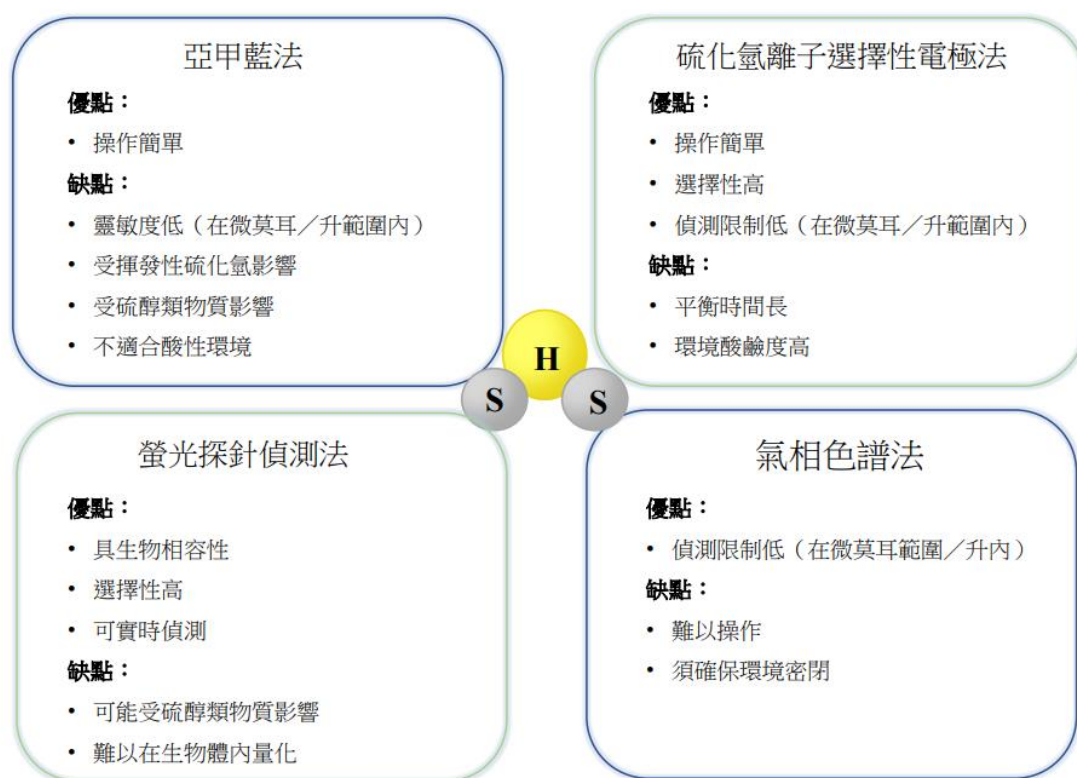 亞甲藍法
優點：
• 操作簡單
缺點：
• 靈敏度低（在微莫耳／升範圍內）
• 受揮發性硫化氫影響
• 受硫醇類物質影響
• 不適合酸性環境
硫化氫離子選擇性電極法
優點：
• 操作簡單
• 選擇性高
• 偵測限制低（在微莫耳／升範圍內）
缺點：
• 平衡時間長
• 環境酸鹼度高
H
S
S
螢光探針偵測法
優點：
• 具生物相容性
• 選擇性高
• 可實時偵測
缺點：
• 可能受硫醇類物質影響
• 難以在生物體內量化
氣相色譜法
優點：
• 偵測限制低（在微莫耳範圍／升內）
缺點：
• 難以操作
• 須確保環境密閉